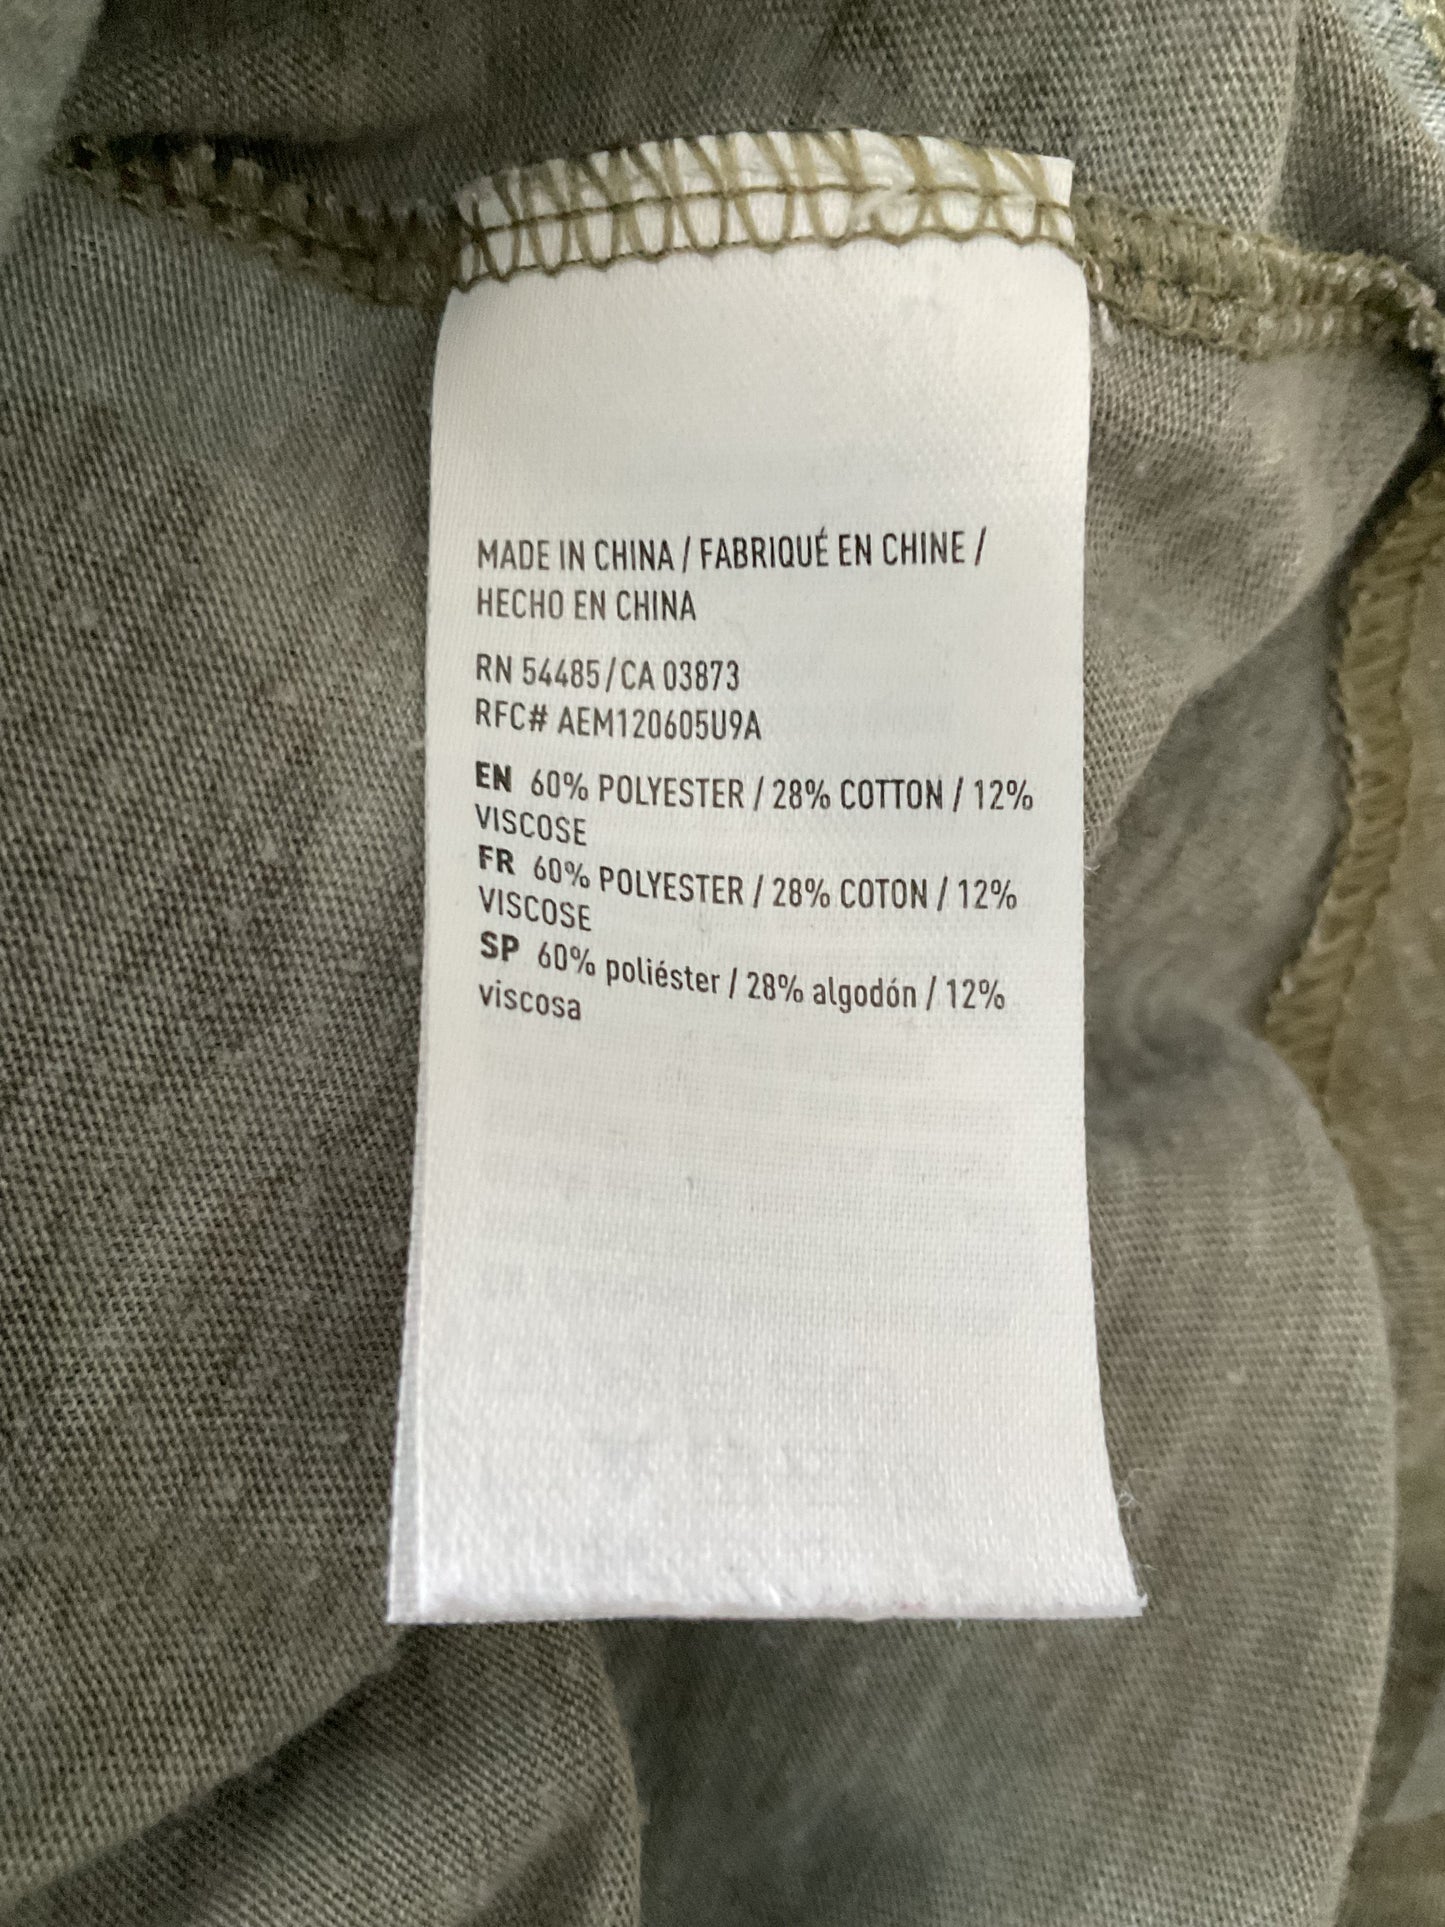 MADE IN CHINA / FABRIQUÉ EN CHINE /
HECHO EN CHINA
RN 54485/CA 03873
RFC# AEM120605U9A
EN 60% POLYESTER / 28% COTTON / 12%
VISCOSE
FR 60% POLYESTER / 28% COTON / 12%
VISCOSE
SP 60% poliéster / 28% algodón / 12%
viscosa